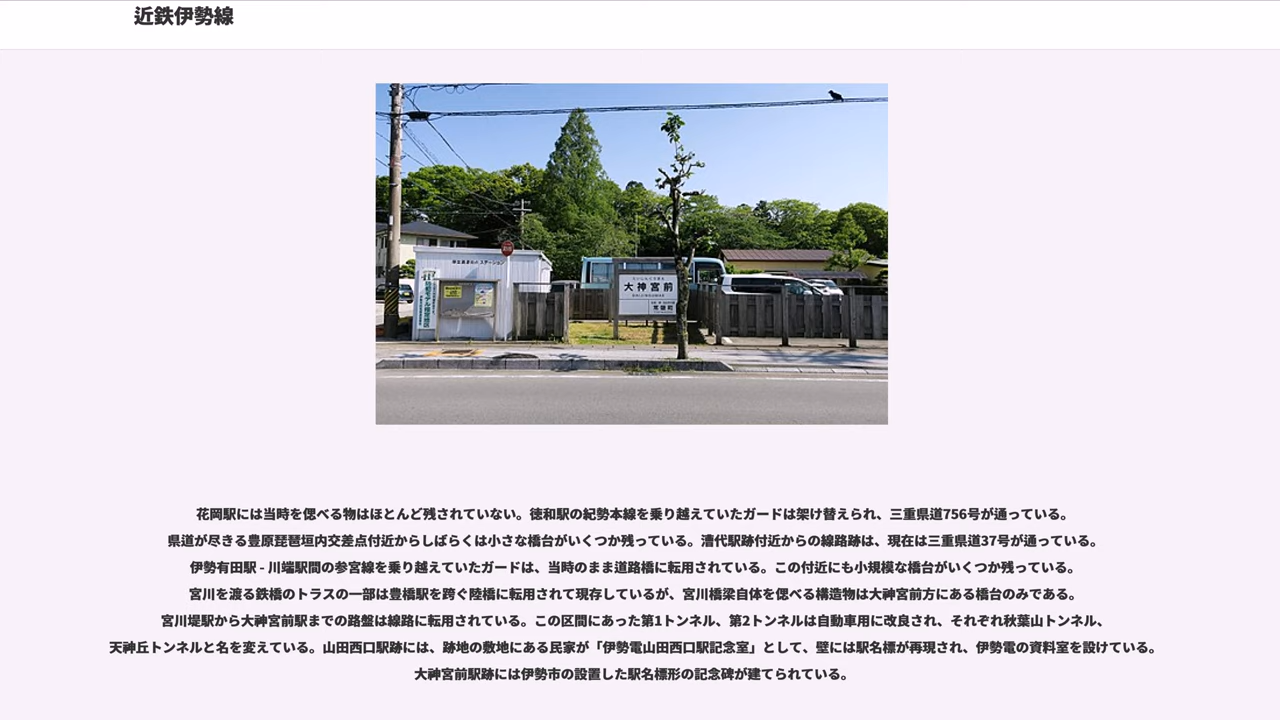 近鉄伊勢線
大神宮前
花岡駅には当時を偲べる物はほとんど残されていない。徳和駅の紀勢本線を乗り越えていたガードは架け替えられ、三重県道756号が通っている。
県道が尽きる豊原琵琶垣内交差点付近からしばらくは小さな橋台がいくつか残っている。漕代駅跡付近からの線路跡は、現在は三重県道37号が通っている。
伊勢有田駅 - 川端駅間の参宮線を乗り越えていたガードは、当時のまま道路橋に転用されている。この付近にも小規模な橋台がいくつか残っている。
宮川を渡る鉄橋のトラスの一部は豊橋駅を跨ぐ陸橋に転用されて現存しているが、宮川橋梁自体を偲べる構造物は大神宮前方にある橋台のみである。
宮川堤駅から大神宮前駅までの路盤は線路に転用されている。この区間にあった第1トンネル、第2トンネルは自動車用に改良され、それぞれ秋葉山トンネル、
天神丘トンネルと名を変えている。山田西口駅跡には、跡地の敷地にある民家が「伊勢電山田西口駅記念室」として、壁には駅名標が再現され、伊勢電の資料室を設けている。
大神宮前駅跡には伊勢市の設置した駅名標形の記念碑が建てられている。